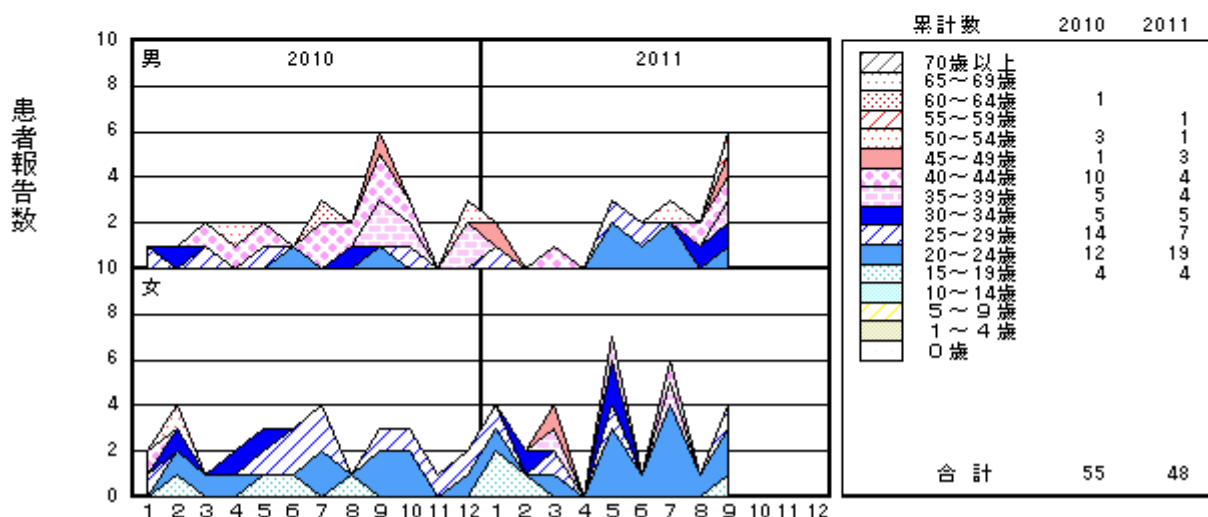 累計数 2010 2011
10
8
6
4
2
10
8
6
4
2
0
患者報告数
男 2010 2011
女
1 2 3 4 5 6 7 8 9 10 11 12 1 2 3 4 5 6 7 8 9 10 11 12
70歳以上
65～69歳
60～64歳 1
55～59歳 1
50～54歳 3 1
45～49歳 1 3
40～44歳 10 4
35～39歳 5 4
30～34歳 5 5
25～29歳 14 7
20～24歳 12 19
15～19歳 4 4
10～14歳
5～9歳
1～4歳
0歳
合計 55 48